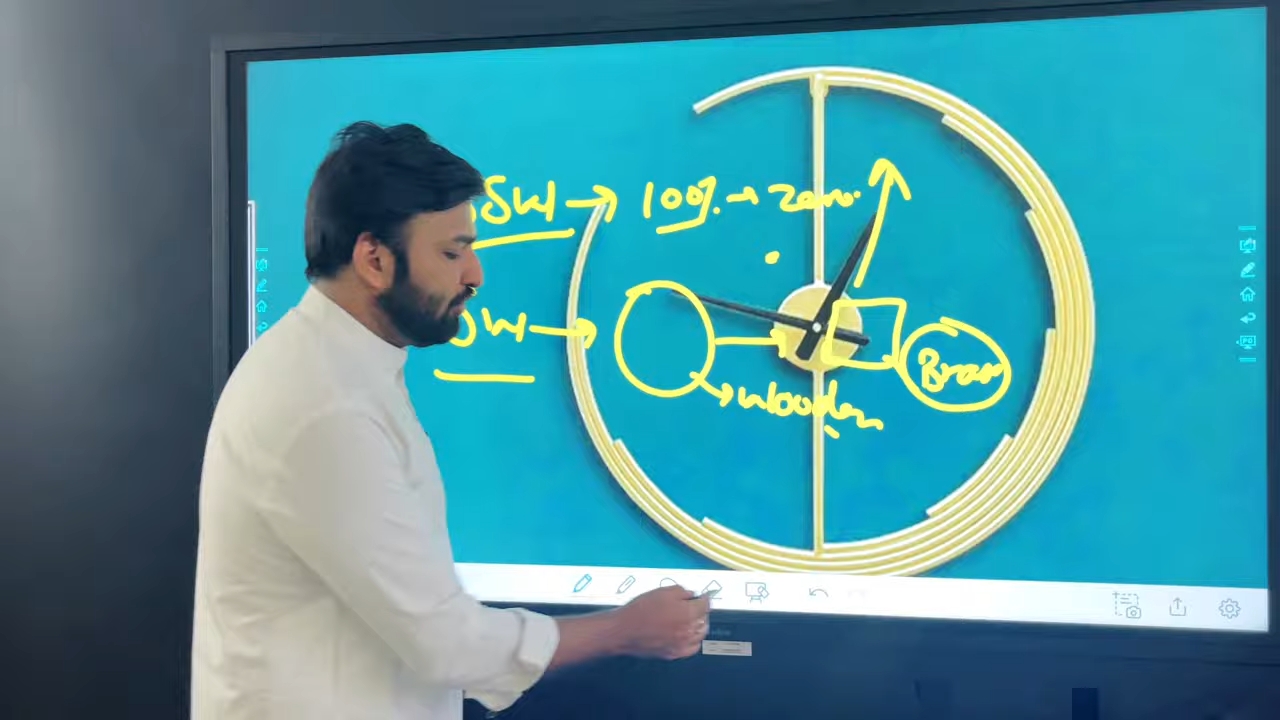 SW → 100% → Zero.
SW →
Brass
Wooden